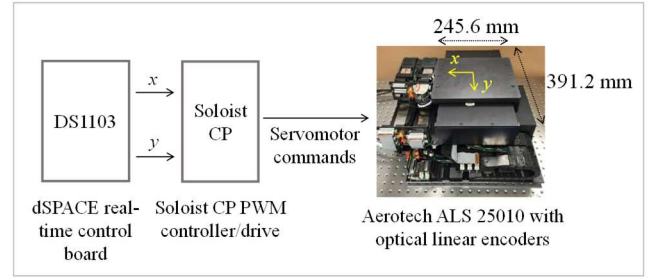 245.6 mm
x
y
391.2 mm
DS1103
x
y
Soloist
CP
Servomotor
commands
dSPACE real-
time control
board
Soloist CP PWM
controller/drive
Aerotech ALS 25010 with
optical linear encoders